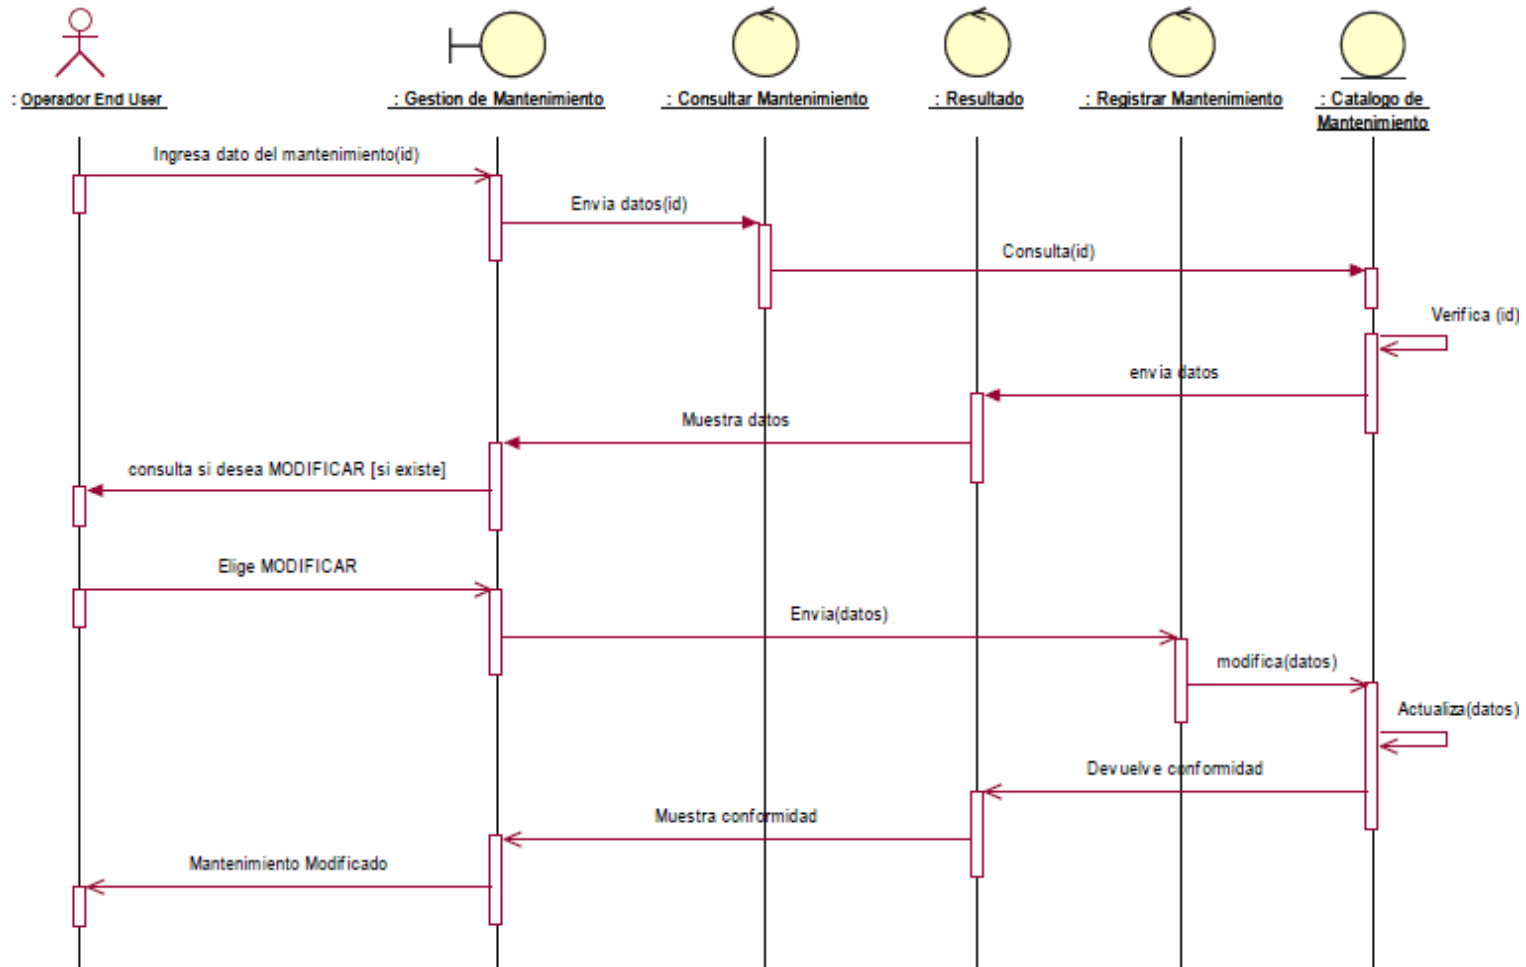 : Operador End User
: Gestion de Mantenimiento
: Consultar Mantenimiento
: Resultado
: Registrar Mantenimiento
: Catalogo de
Mantenimiento
Ingresa dato del mantenimiento(id)
Envia datos(id)
Consulta(id)
Verifica (id)
envia datos
Muestra datos
consulta si desea MODIFICAR [si existe]
Elige MODIFICAR
Envia(datos)
modifica(datos)
Actualiza(datos)
Devuelve conformidad
Muestra conformidad
Mantenimiento Modificado